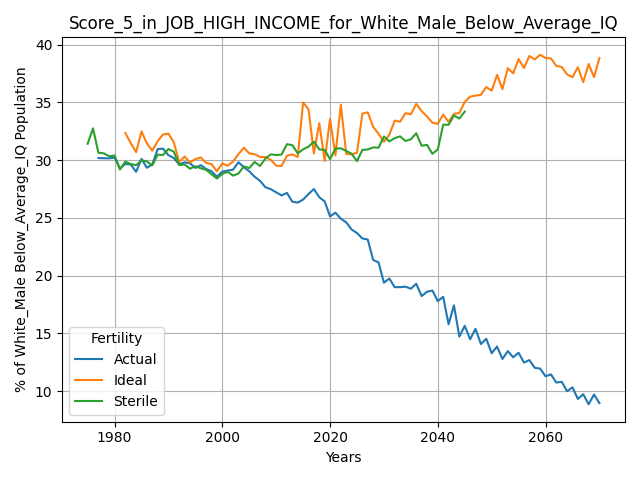 Score_5_in_JOB_HIGH_INCOME_for_White_Male_Below_Average_IQ
% of White_Male Below_Average_IQ Population
40
35
30
25
20
15
10
Fertility
Actual
Ideal
Sterile
1980
2000
2020
2040
2060
Years